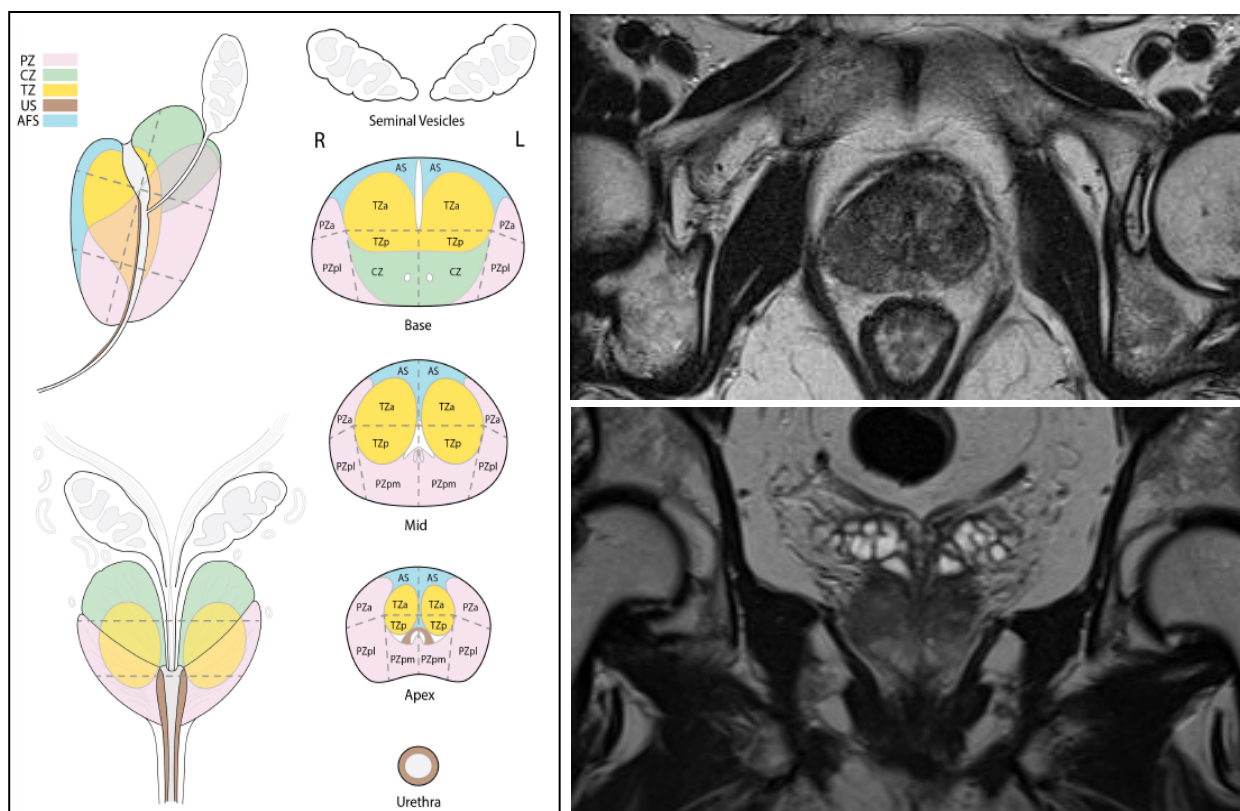 PZ
CZ
TZ
US
AFS
Seminal Vesicles
R L
AS AS
TZa TZa
PZa PZa
TZp TZp
PZpl CZ CZ PZpl
Base
AS AS
TZa TZa
PZa PZa
TZp TZp
PZpl PZpl
PZpm PZpm
Mid
AS AS
PZa TZa TZa PZa
TZp TZp
PZpl PZpm PZpm PZpl
Apex
Urethra